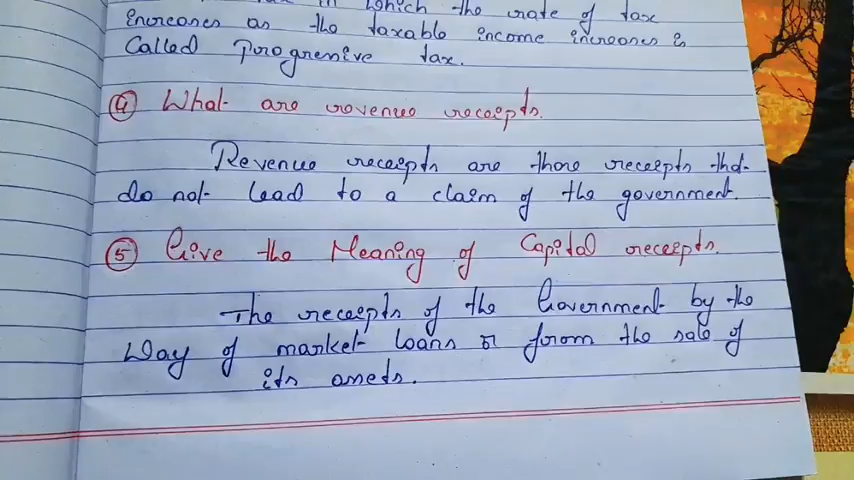 in which the rate of tax
increases as the taxable income increases is
Called Progressive tax.
④ What are revenue receipts.
Revenue receipts are those receipts that
do not lead to a claim of the government.
⑤ Give the Meaning of Capital receipts.
The receipts of the Government by the
Way of market loans or from the sale of
its assets.